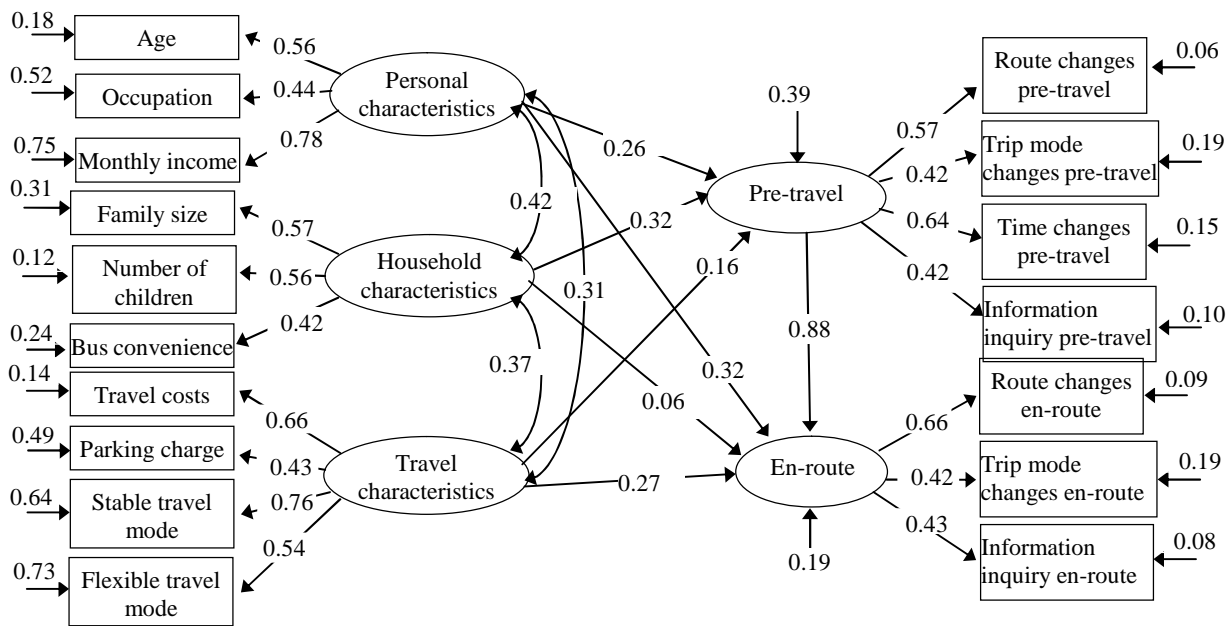 0.18
Age
0.56
0.52
Occupation
0.44
0.75
Monthly income
0.78
0.31
Family size
0.57
0.12
Number of
children
0.56
0.24
Bus convenience
0.42
0.14
Travel costs
0.66
0.49
Parking charge
0.43
0.64
Stable travel
mode
0.76
0.73
Flexible travel
mode
0.54
Personal
characteristics
Household
characteristics
Travel
characteristics
0.42
0.37
0.31
0.26
0.32
0.16
0.32
0.06
0.27
0.39
Pre-travel
0.88
En-route
0.19
0.57
Route changes
pre-travel
0.06
0.42
Trip mode
changes pre-travel
0.19
0.64
Time changes
pre-travel
0.15
0.42
Information
inquiry pre-travel
0.10
0.66
Route changes
en-route
0.09
0.42
Trip mode
changes en-route
0.19
0.43
Information
inquiry en-route
0.08